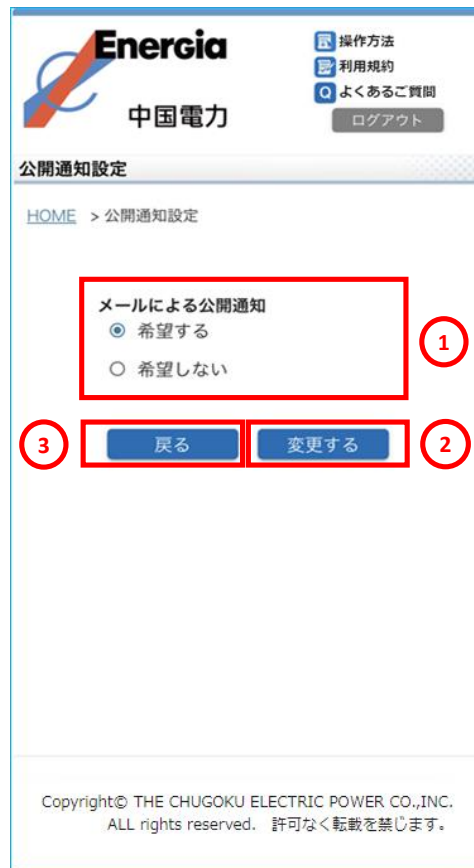 Energia
中国電力
操作方法
利用規約
Q よくあるご質問
ログアウト
公開通知設定
HOME > 公開通知設定
メールによる公開通知
希望する
希望しない
1
3 戻る 変更する 2
Copyright© THE CHUGOKU ELECTRIC POWER CO.,INC.
ALL rights reserved. 許可なく転載を禁じます。